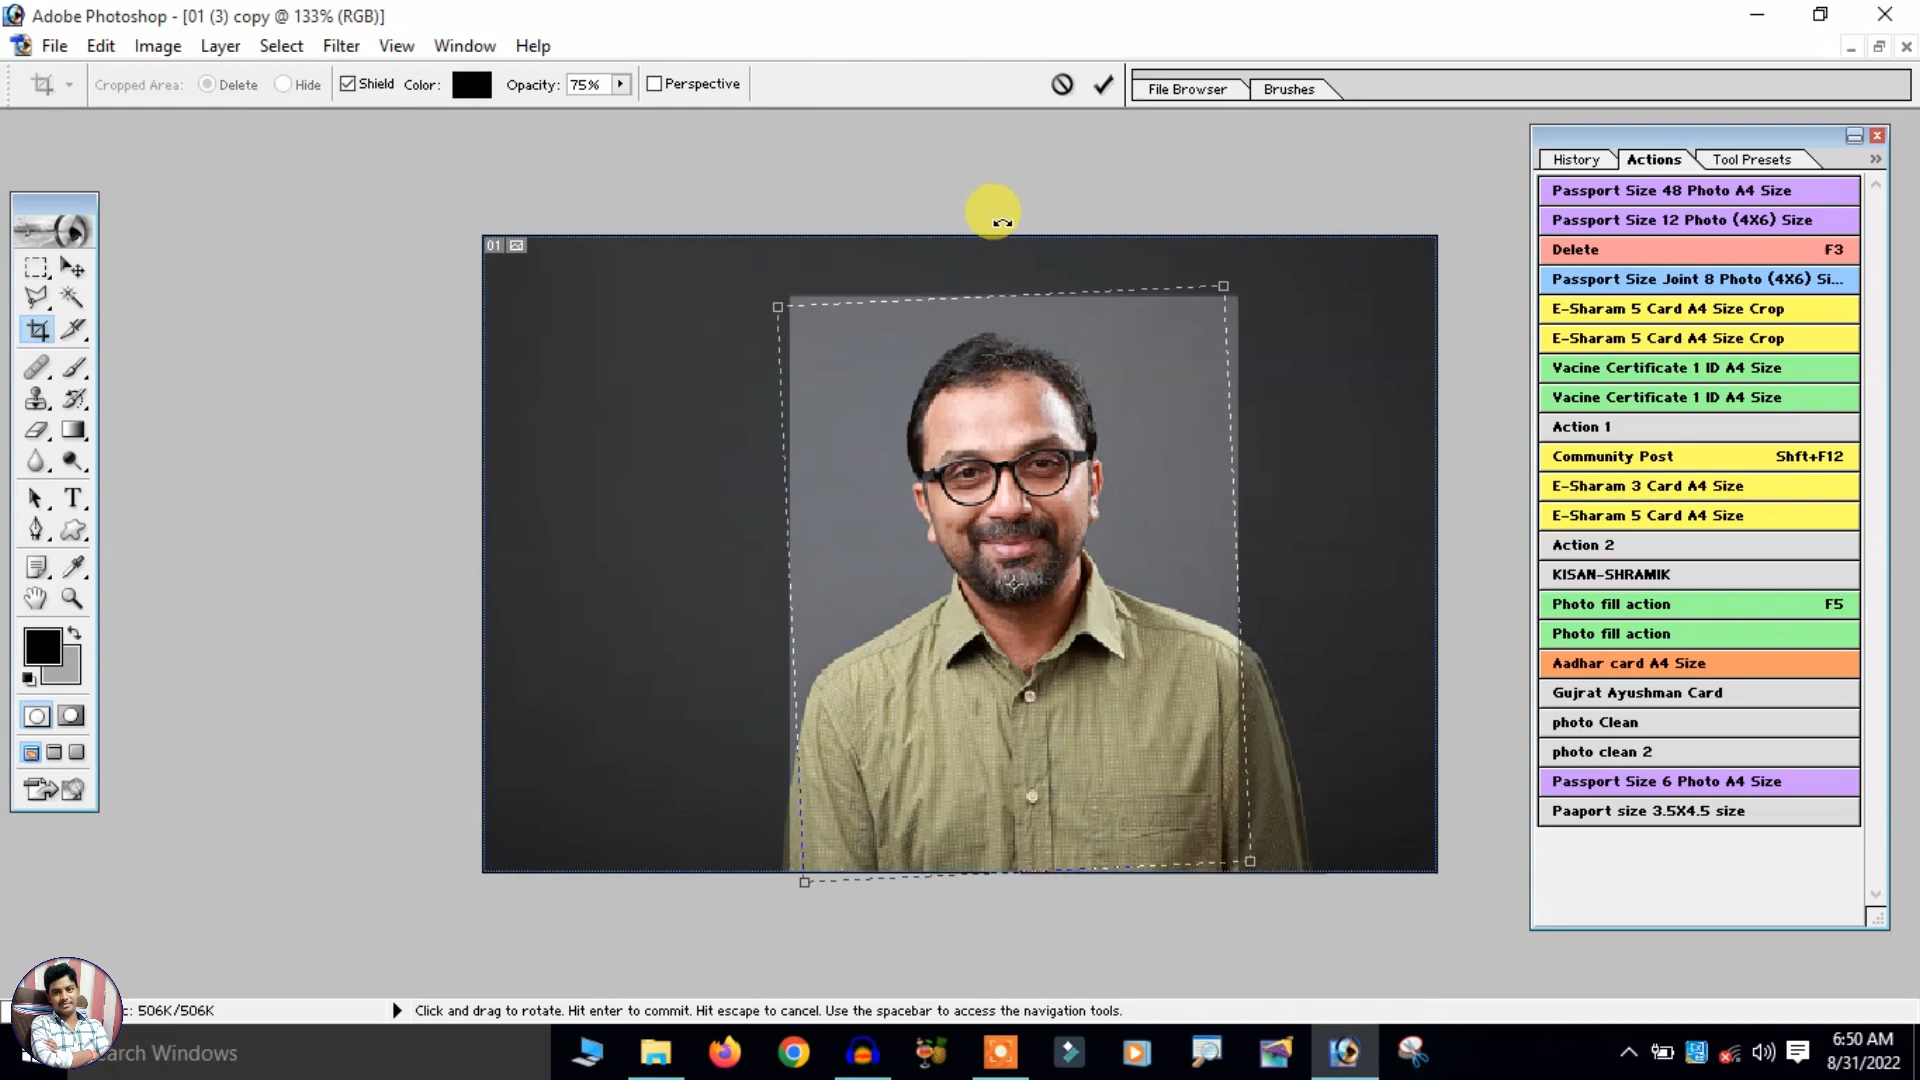 Adobe Photoshop - [01 (3) copy @ 133% (RGB)]
File Edit Image Layer Select Filter View Window Help
Cropped Area: Delete Hide Shield Color: Opacity: 75% Perspective File Browser Brushes
History Actions Tool Presets
Passport Size 48 Photo A4 Size
Passport Size 12 Photo (4X6) Size
Delete F3
Passport Size Joint 8 Photo (4X6) Si...
E-Sharam 5 Card A4 Size Crop
E-Sharam 5 Card A4 Size Crop
Vacine Certificate 1 ID A4 Size
Vacine Certificate 1 ID A4 Size
Action 1
Community Post Shft+F12
E-Sharam 3 Card A4 Size
E-Sharam 5 Card A4 Size
Action 2
KISAN-SHRAMIK
Photo fill action F5
Photo fill action
Aadhar card A4 Size
Gujrat Ayushman Card
photo Clean
photo clean 2
Passport Size 6 Photo A4 Size
Paaport size 3.5X4.5 size
01
T
c: 506K/506K Click and drag to rotate. Hit enter to commit. Hit escape to cancel. Use the spacebar to access the navigation tools.
earch Windows
6:50 AM
8/31/2022